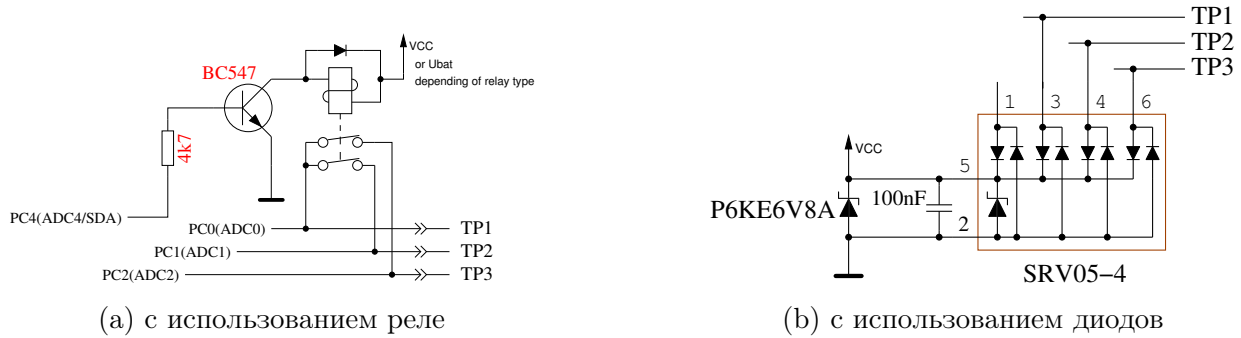 BC547
VCC
or Ubat
depending of relay type
4k7
PC4(ADC4/SDA)
PC0(ADC0)
TP1
PC1(ADC1)
TP2
PC2(ADC2)
TP3
(a) с использованием реле
TP1
TP2
TP3
1 3 4 6
VCC
5
100nF
P6KE6V8A
2
SRV05−4
(b) с использованием диодов